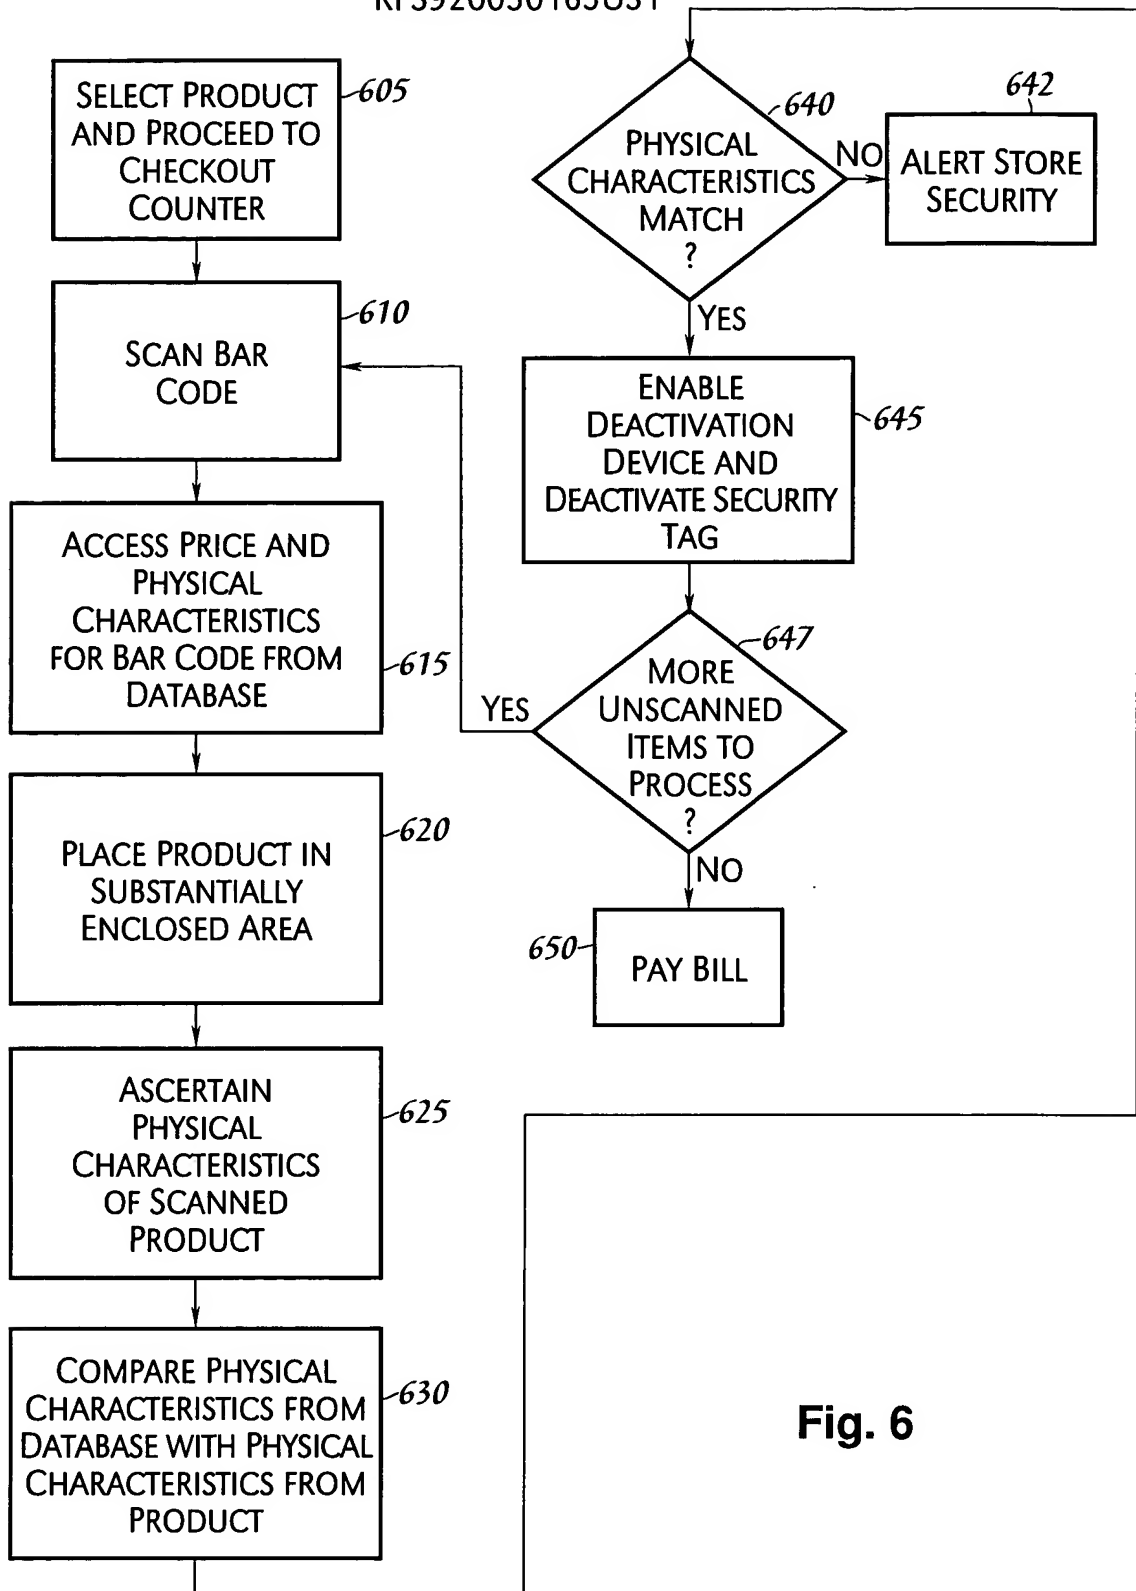 SELECT PRODUCT
AND PROCEED TO
CHECKOUT
COUNTER
605
SCAN BAR
CODE
610
ACCESS PRICE AND
PHYSICAL
CHARACTERISTICS
FOR BAR CODE FROM
DATABASE
615
PLACE PRODUCT IN
SUBSTANTIALLY
ENCLOSED AREA
620
ASCERTAIN
PHYSICAL
CHARACTERISTICS
OF SCANNED
PRODUCT
625
COMPARE PHYSICAL
CHARACTERISTICS FROM
DATABASE WITH PHYSICAL
CHARACTERISTICS FROM
PRODUCT
630
PHYSICAL
CHARACTERISTICS
MATCH
?
640
NO
ALERT STORE
SECURITY
642
YES
ENABLE
DEACTIVATION
DEVICE AND
DEACTIVATE SECURITY
TAG
645
MORE
UNSCANNED
ITEMS TO
PROCESS
?
647
YES
NO
PAY BILL
650
Fig. 6